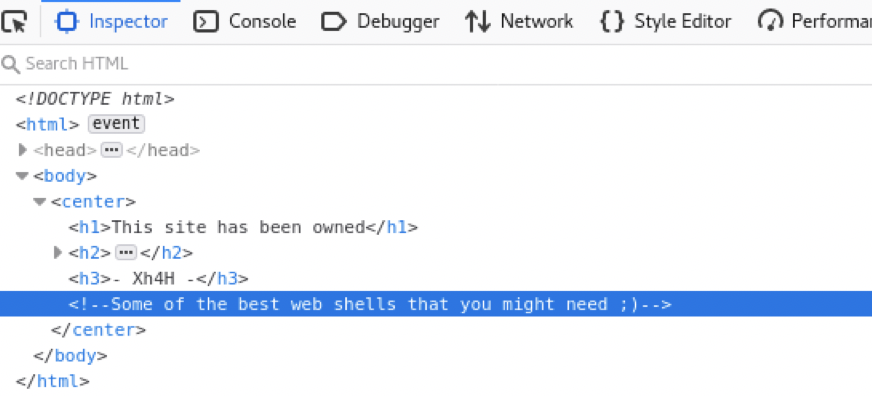 Inspector Console Debugger Network {} Style Editor Performa
Search HTML
<!DOCTYPE html>
<html> event
<head> ••• </head>
<body>
<center>
<h1>This site has been owned</h1>
<h2> ••• </h2>
<h3>- Xh4H -</h3>
<!--Some of the best web shells that you might need ;)-->
</center>
</body>
</html>